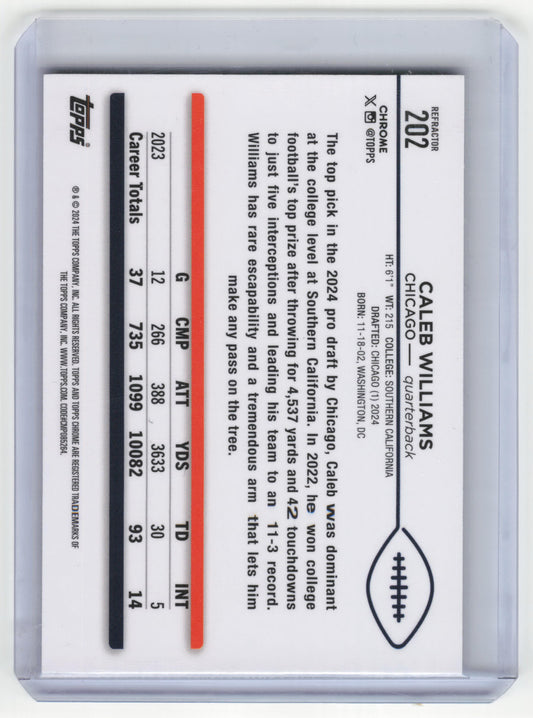 REFRACTOR
202
CALEB WILLIAMS
CHICAGO — quarterback
CHROME
X @TOPPS
HT: 6'1" WT: 215 COLLEGE: SOUTHERN CALIFORNIA
DRAFTED: CHICAGO (1) 2024
BORN: 11-18-02, WASHINGTON, DC
The top pick in the 2024 pro draft by Chicago, Caleb was dominant
at the college level at Southern California. In 2022, he won college
football's top prize after throwing for 4,537 yards and 42 touchdowns
to just five interceptions and leading his team to an 11-3 record.
Williams has rare escapability and a tremendous arm that lets him
make any pass on the tree.
G CMP ATT YDS TD INT
2023 12 266 388 3633 30 5
Career Totals 37 735 1099 10082 93 14
TOPPS®
® & © 2024 THE TOPPS COMPANY, INC. ALL RIGHTS RESERVED. TOPPS AND TOPPS CHROME ARE REGISTERED TRADEMARKS OF
THE TOPPS COMPANY, INC. WWW.TOPPS.COM. CODE#CMP086284.